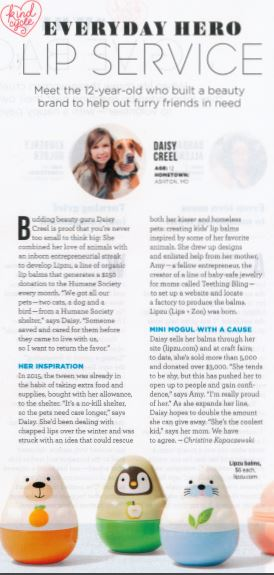 kind
cycle
EVERYDAY HERO
LIP SERVICE
Meet the 12-year-old who built a beauty
brand to help out furry friends in need
DAISY
CREEL
AGE: 12
HOMETOWN:
ASHTON, MD
Budding beauty guru Daisy
Creel is proof that you're never
too small to think big: She
combined her love of animals with
an inborn entrepreneurial streak
to develop Lipzu, a line of organic
lip balms that generates a $250
donation to the Humane Society
every month. "We got all our
pets—two cats, a dog and a
bird—from a Humane Society
shelter," says Daisy. "Someone
saved and cared for them before
they came to live with us,
so I want to return the favor."
HER INSPIRATION
In 2015, the tween was already in
the habit of taking extra food and
supplies, bought with her allowance,
to the shelter. "It's a no-kill shelter,
so the pets need care longer," says
Daisy. She'd been dealing with
chapped lips over the winter and was
struck with an idea that could rescue
both her kisser and homeless
pets: creating kids' lip balms
inspired by some of her favorite
animals. She drew up designs
and enlisted help from her mother,
Amy—a fellow entrepreneur, the
creator of a line of baby-safe jewelry
for moms called Teething Bling—
to set up a website and locate
a factory to produce the balms.
Lipzu (Lips + Zoo) was born.
MINI MOGUL WITH A CAUSE
Daisy sells her balms through her
site (lipzu.com) and at craft fairs;
to date, she's sold more than 5,000
and donated over $3,000. "She tends
to be shy, but this has pushed her to
open up to people and gain confi-
dence," says Amy. "I'm really proud
of her." As she expands her line,
Daisy hopes to double the amount
she can give away. "She's the coolest
kid," says her mom. We have
to agree. – Christine Kopaczewski
Lipzu balms,
$6 each,
lipzu.com